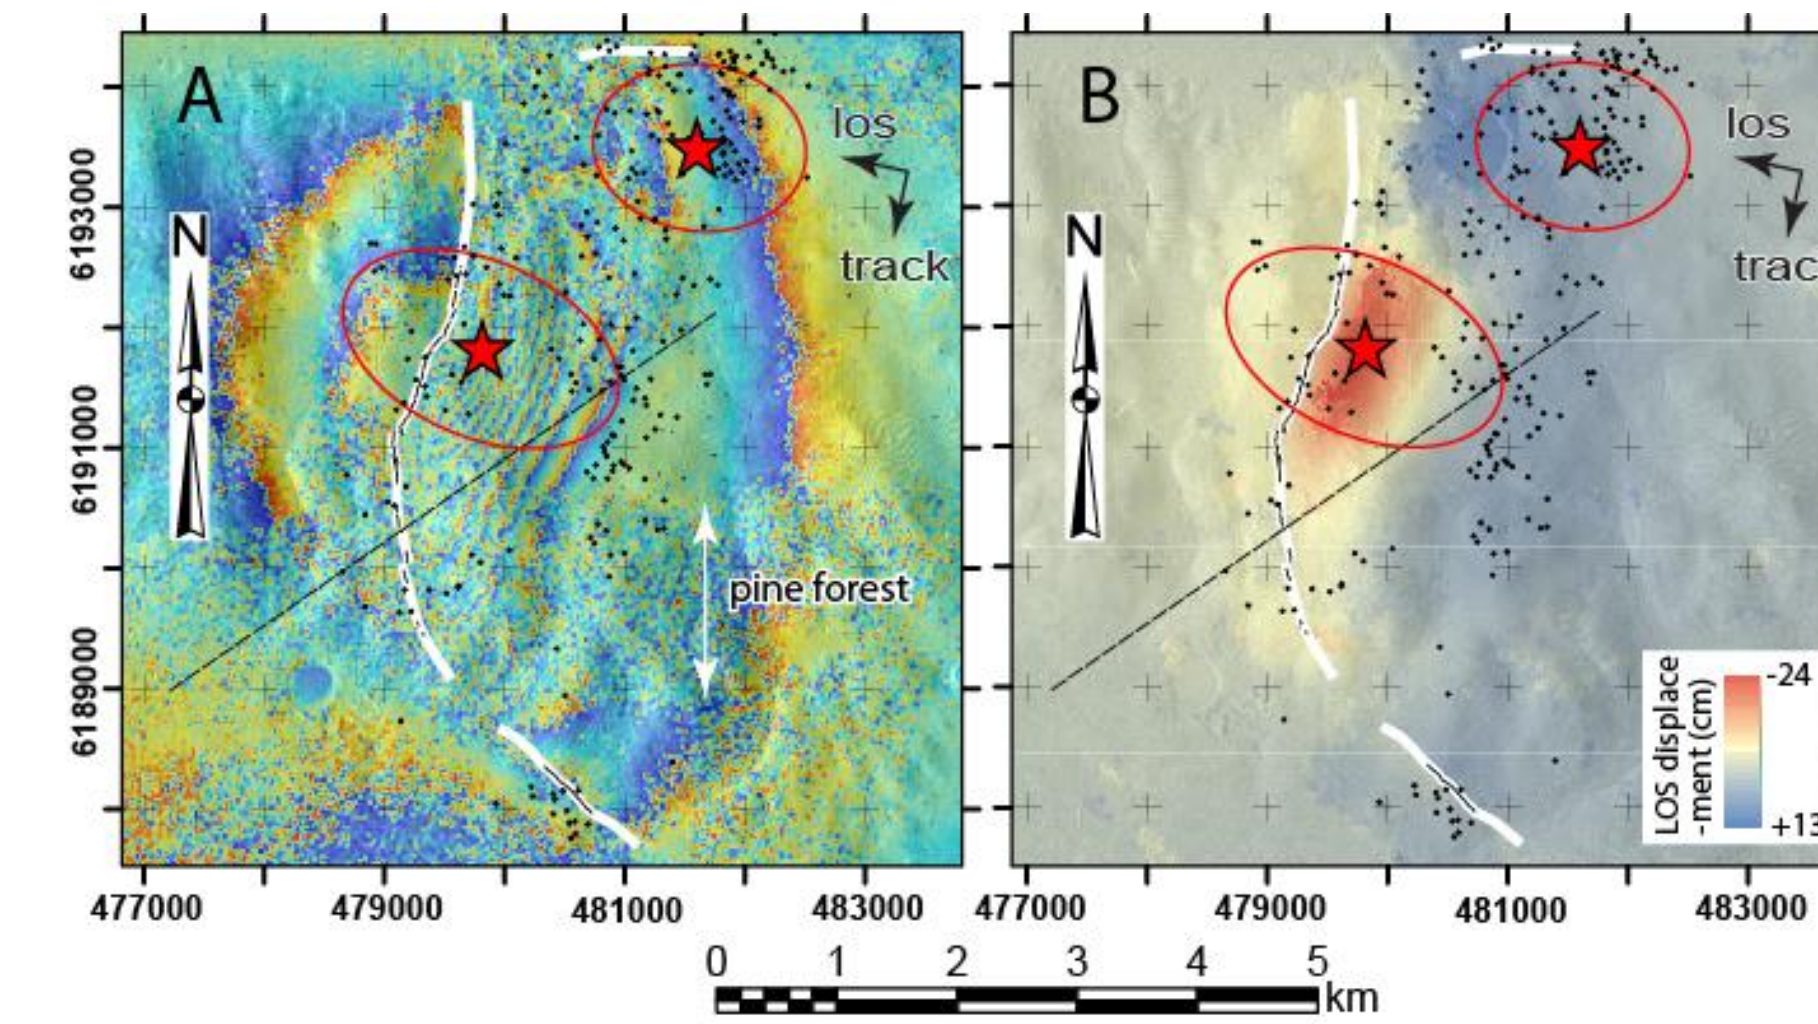 A
los
track
N
6193000
6191000
6189000
pine forest
477000
479000
481000
483000
B
los
trac
N
LOS displace
-ment (cm)
-24
+13
477000
479000
481000
483000
0 1 2 3 4 5
km